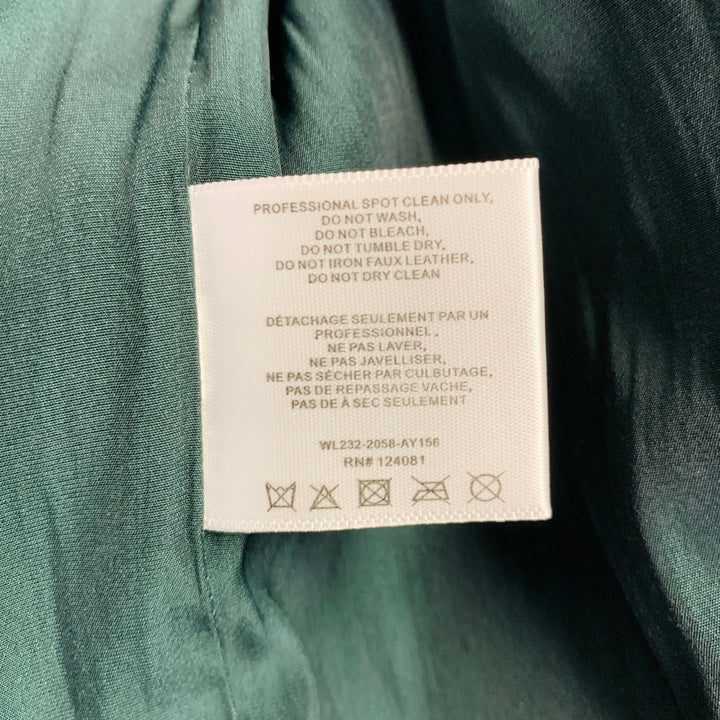 PROFESSIONAL SPOT CLEAN ONLY,
DO NOT WASH,
DO NOT BLEACH,
DO NOT TUMBLE DRY,
DO NOT IRON FAUX LEATHER,
DO NOT DRY CLEAN
DÉTACHAGE SEULEMENT PAR UN
PROFESSIONNEL ,
NE PAS LAVER,
NE PAS JAVELLISER,
NE PAS SÉCHER PAR CULBUTAGE,
PAS DE REPASSAGE VACHE,
PAS DE À SEC SEULEMENT
WL232-2058-AY156
RN# 124081